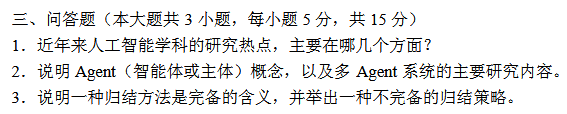 三、问答题（本大题共 3 小题，每小题 5 分，共 15 分）
1．近年来人工智能学科的研究热点，主要在哪几个方面？
2．说明 Agent（智能体或主体）概念，以及多 Agent 系统的主要研究内容。
3．说明一种归结方法是完备的含义，并举出一种不完备的归结策略。